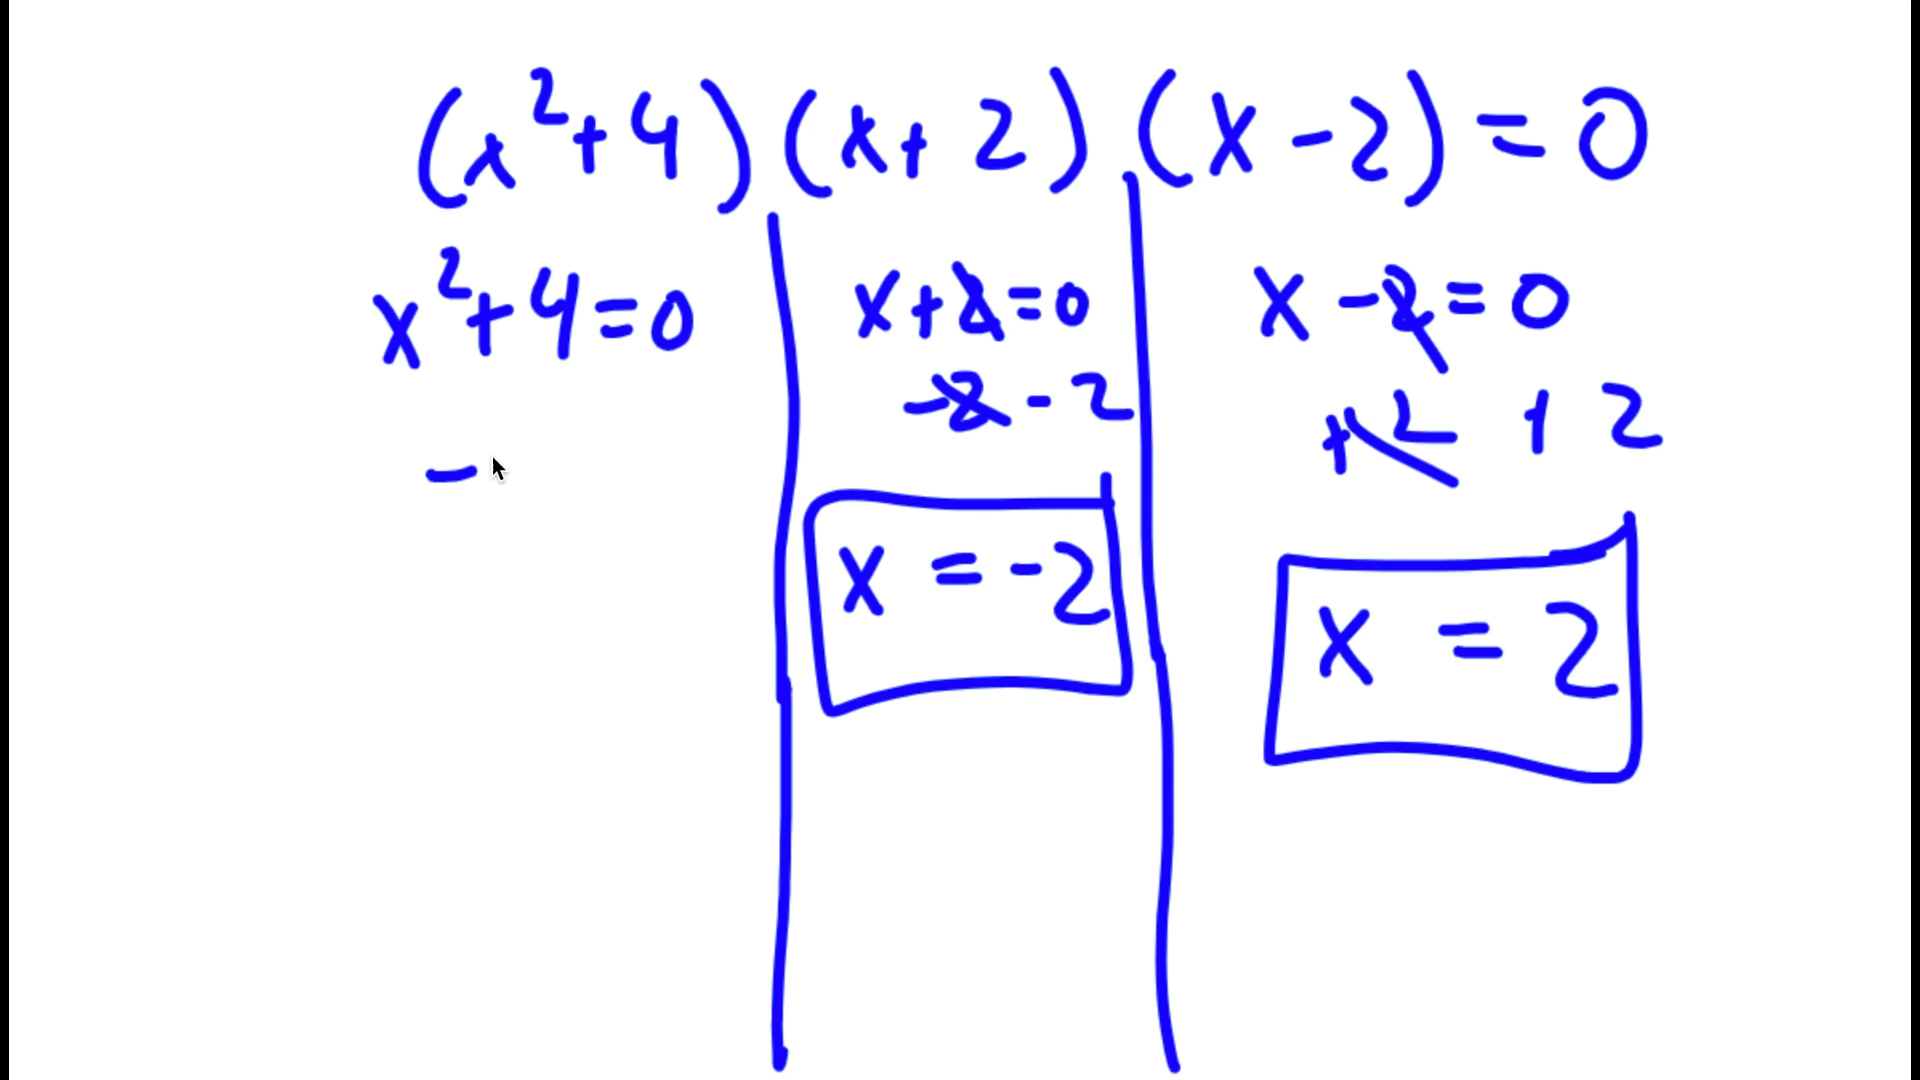 (x²+4)(x+2)(x-2)=0
x²+4=0
-
x+2=0
-2 -2
x = -2
x-2=0
+2 +2
x = 2